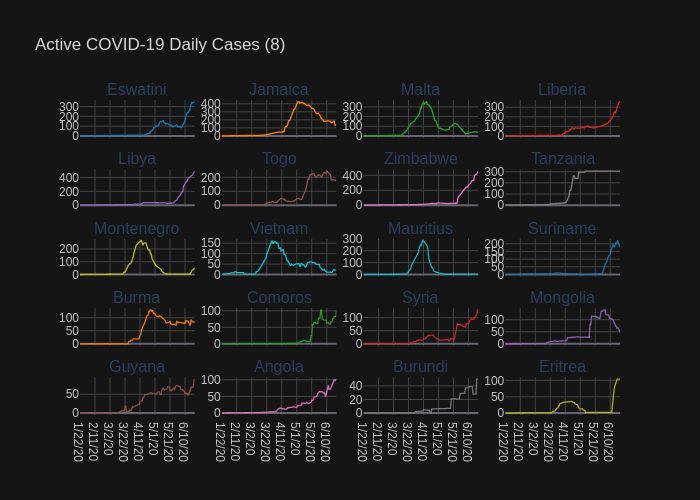 Active COVID-19 Daily Cases (8)
Eswatini Jamaica Malta Liberia
300 400 300 300
200 300 200 200
100 200 100 100
0 100 0 0
0
Libya Togo Zimbabwe Tanzania
400 200 400 300
200 100 200 200
0 0 0 100
0
Montenegro Vietnam Mauritius Suriname
200 150 300 200
100 100 200 150
0 50 100 100
0 0 50
0
Burma Comoros Syria Mongolia
100 100 100 100
50 50 50 50
0 0 0 0
Guyana Angola Burundi Eritrea
50 100 40 100
0 50 20 50
0 0 0
1/22/20 2/11/20 3/2/20 3/22/20 4/11/20 5/1/20 5/21/20 6/10/20
1/22/20 2/11/20 3/2/20 3/22/20 4/11/20 5/1/20 5/21/20 6/10/20
1/22/20 2/11/20 3/2/20 3/22/20 4/11/20 5/1/20 5/21/20 6/10/20
1/22/20 2/11/20 3/2/20 3/22/20 4/11/20 5/1/20 5/21/20 6/10/20